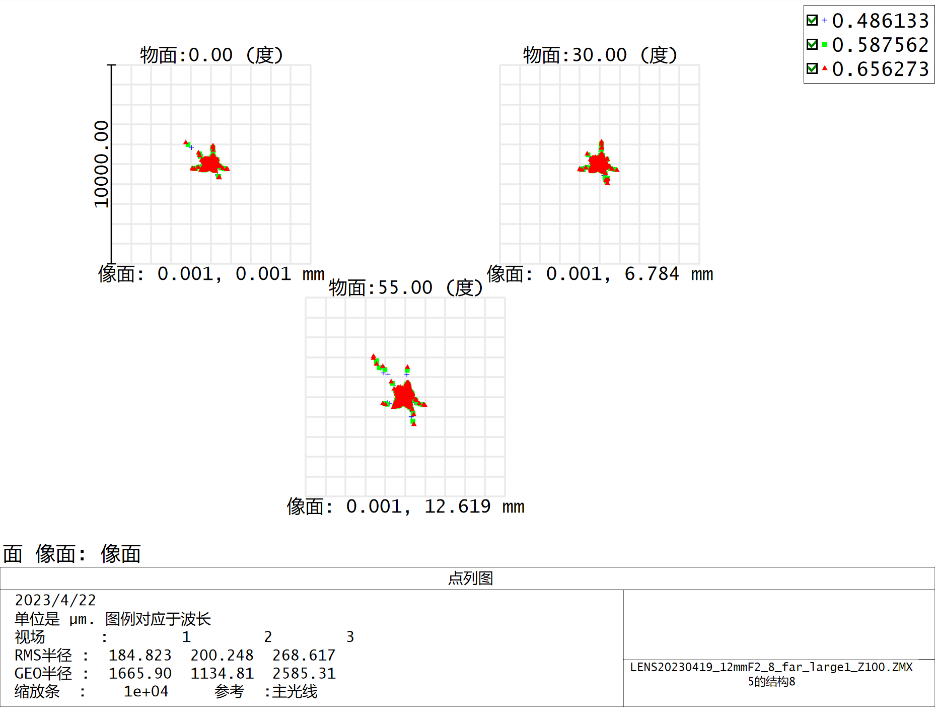 0.486133
0.587562
0.656273
物面:0.00 (度)
物面:30.00 (度)
10000.00
像面: 0.001, 0.001 mm
像面: 0.001, 6.784 mm
物面:55.00 (度)
像面: 0.001, 12.619 mm
面 像面: 像面
点列图
2023/4/22
单位是 µm. 图例对应于波长
视场 : 1 2 3
RMS半径 : 184.823 200.248 268.617
GEO半径 : 1665.90 1134.81 2585.31
缩放条 : 1e+04 参考 :主光线
LENS20230419_12mmF2_8_far_large1_Z100.ZMX
5的结构8